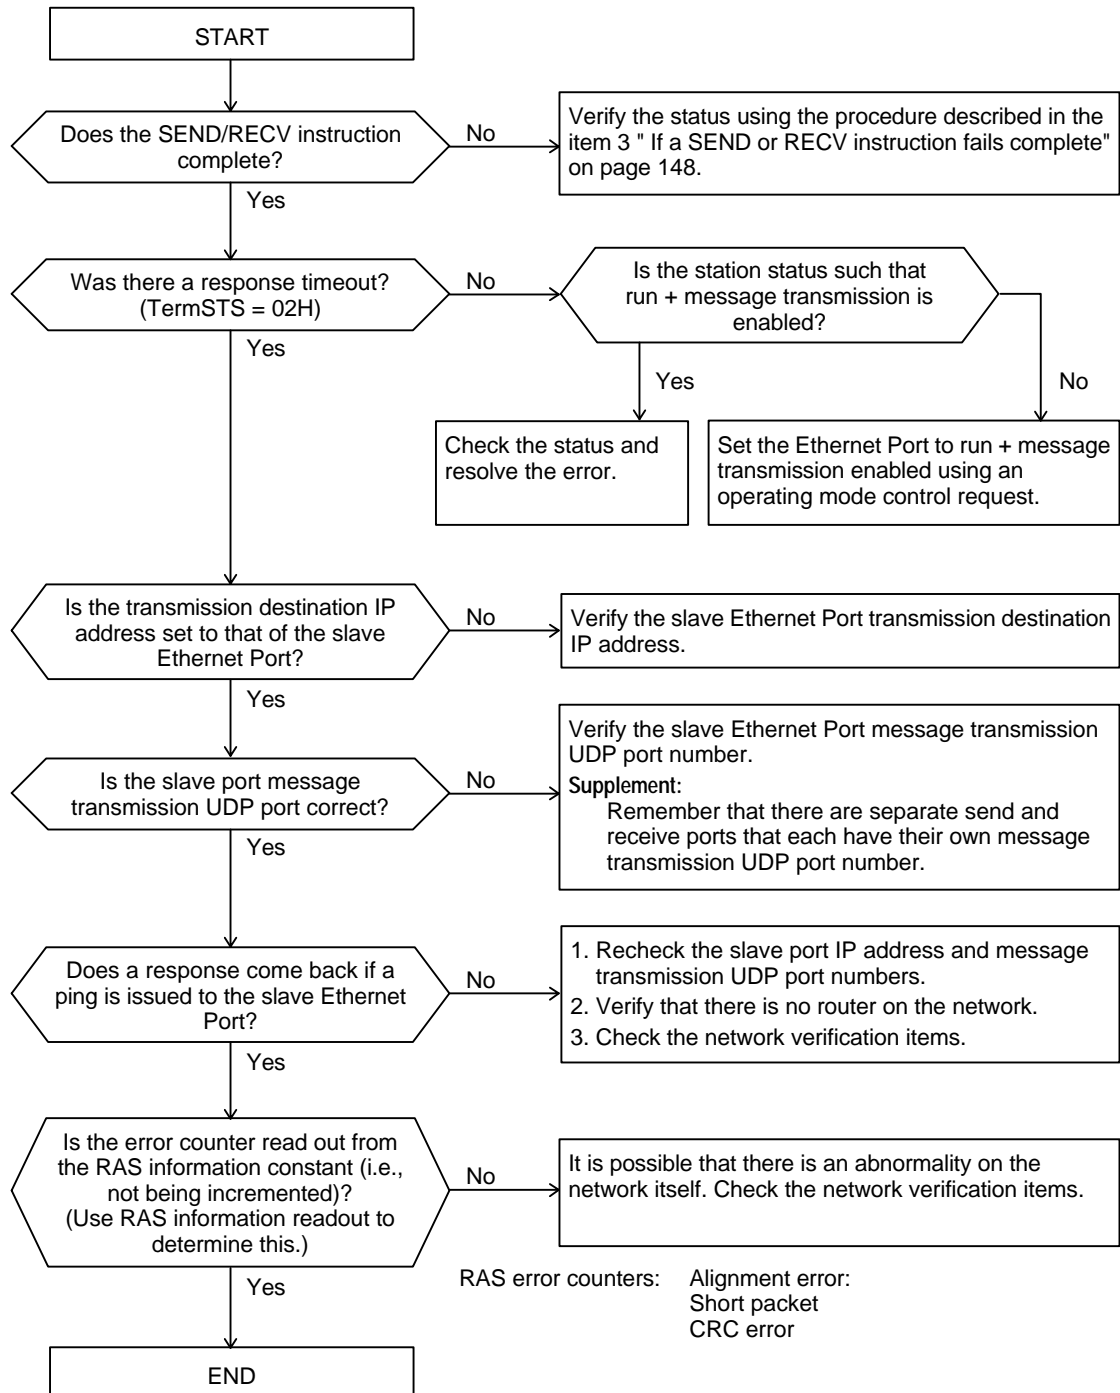 START
Does the SEND/RECV instruction
complete?
No
Verify the status using the procedure described in the
item 3 " If a SEND or RECV instruction fails complete"
on page 148.
Yes
Was there a response timeout?
(TermSTS = 02H)
No
Is the station status such that
run + message transmission is
enabled?
Yes
Yes
No
Check the status and
resolve the error.
Set the Ethernet Port to run + message
transmission enabled using an
operating mode control request.
Is the transmission destination IP
address set to that of the slave
Ethernet Port?
No
Verify the slave Ethernet Port transmission destination
IP address.
Yes
Is the slave port message
transmission UDP port correct?
No
Verify the slave Ethernet Port message transmission
UDP port number.
Supplement:
Remember that there are separate send and
receive ports that each have their own message
transmission UDP port number.
Yes
Does a response come back if a
ping is issued to the slave Ethernet
Port?
No
1. Recheck the slave port IP address and message
transmission UDP port numbers.
2. Verify that there is no router on the network.
3. Check the network verification items.
Yes
Is the error counter read out from
the RAS information constant (i.e.,
not being incremented)?
(Use RAS information readout to
determine this.)
No
It is possible that there is an abnormality on the
network itself. Check the network verification items.
Yes
RAS error counters: Alignment error:
Short packet
CRC error
END